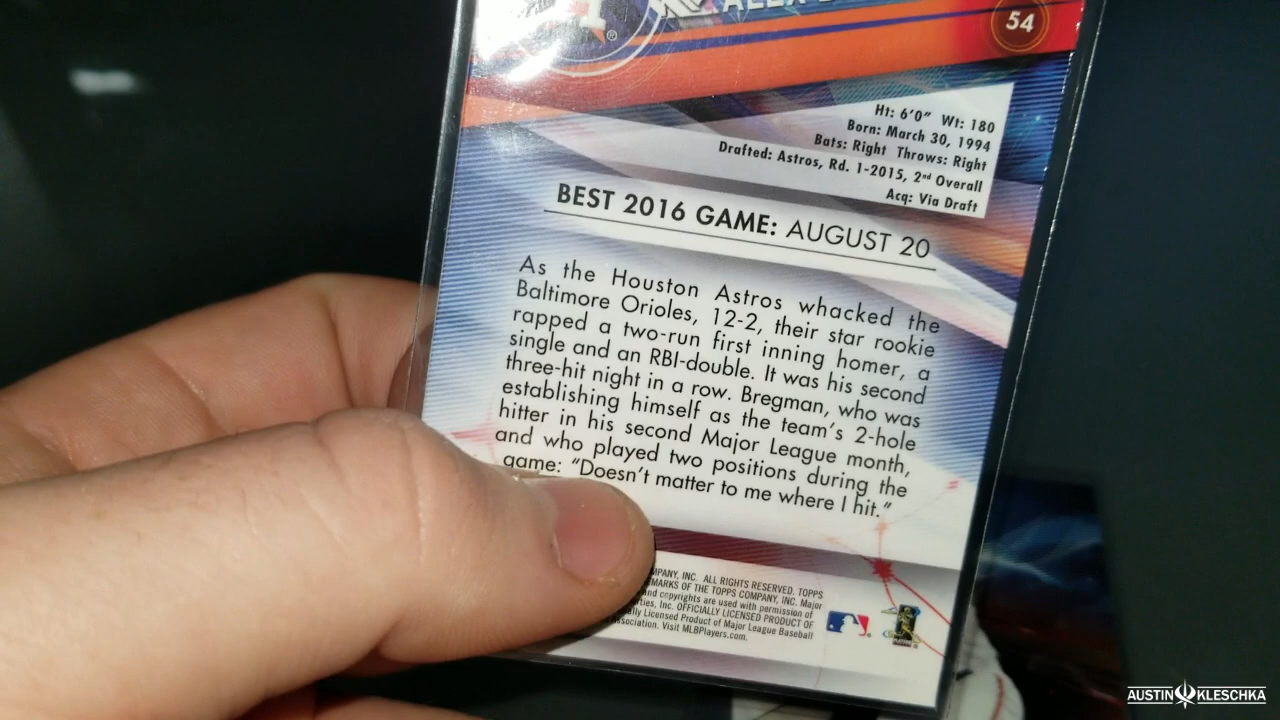 ALEX
54
Ht: 6'0" Wt: 180
Born: March 30, 1994
Bats: Right Throws: Right
Drafted: Astros, Rd. 1-2015, 2nd Overall
Acq: Via Draft
BEST 2016 GAME: AUGUST 20
As the Houston Astros whacked the
Baltimore Orioles, 12-2, their star rookie
rapped a two-run first inning homer, a
single and an RBI-double. It was his second
three-hit night in a row. Bregman, who was
establishing himself as the team's 2-hole
hitter in his second Major League month,
and who played two positions during the
game: "Doesn't matter to me where I hit."
INC. ALL RIGHTS RESERVED. TOPPS
OF THE TOPPS COMPANY, INC. Major
and copyrights are used with permission of
Inc. OFFICIALLY LICENSED PRODUCT OF
Licensed Product of Major League Baseball
Visit MLBPlayers.com.
AUSTIN KLESCHKA